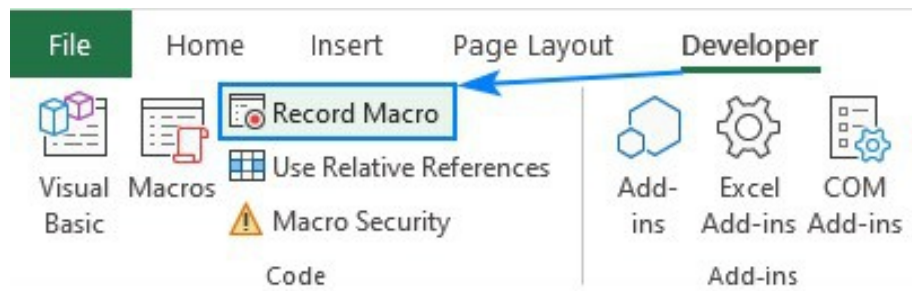 File Home Insert Page Layout Developer
Record Macro
Use Relative References
Macro Security
Visual Basic
Macros
Add-ins
Excel Add-ins
COM Add-ins
Code
Add-ins